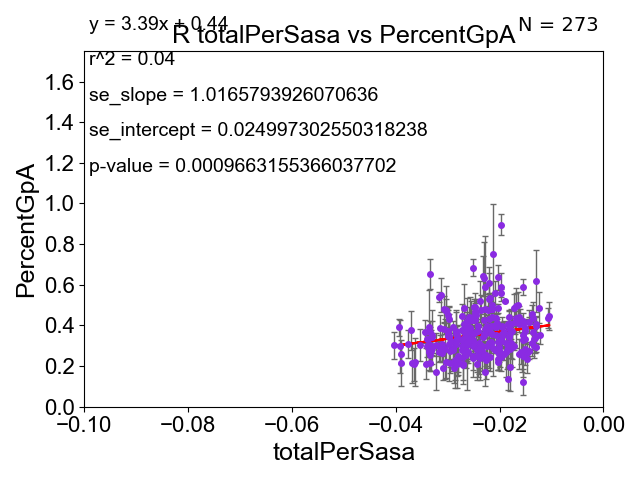 y = 3.39x + 0.44
N = 273
R totalPerSasa vs PercentGpA
r^2 = 0.04
se_slope = 1.0165793926070636
se_intercept = 0.024997302550318238
p-value = 0.0009663155366037702
PercentGpA
1.6
1.4
1.2
1.0
0.8
0.6
0.4
0.2
0.0
−0.10
−0.08
−0.06
−0.04
−0.02
0.00
totalPerSasa